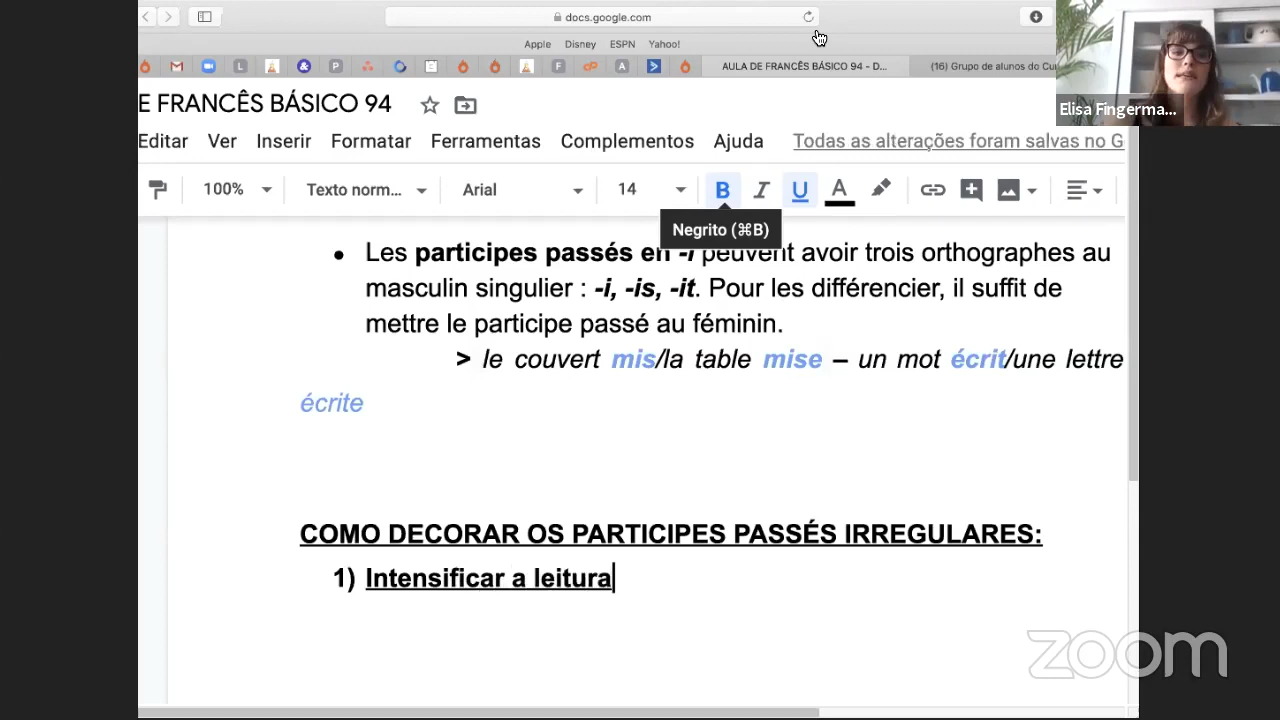 docs.google.com
Apple Disney ESPN Yahoo!
L P F A AULA DE FRANCÊS BÁSICO 94 - D... (16) Grupo de alunos do Cur
Elisa Fingerma...
E FRANCÊS BÁSICO 94
Editar Ver Inserir Formatar Ferramentas Complementos Ajuda Todas as alterações foram salvas no G
100% Texto norm... Arial 14 B I U A
Negrito (⌘B)
● Les participes passés en -i peuvent avoir trois orthographes au
masculin singulier : -i, -is, -it. Pour les différencier, il suffit de
mettre le participe passé au féminin.
> le couvert mis/la table mise – un mot écrit/une lettre
écrite
COMO DECORAR OS PARTICIPES PASSÉS IRREGULARES:
1) Intensificar a leitura
zoom